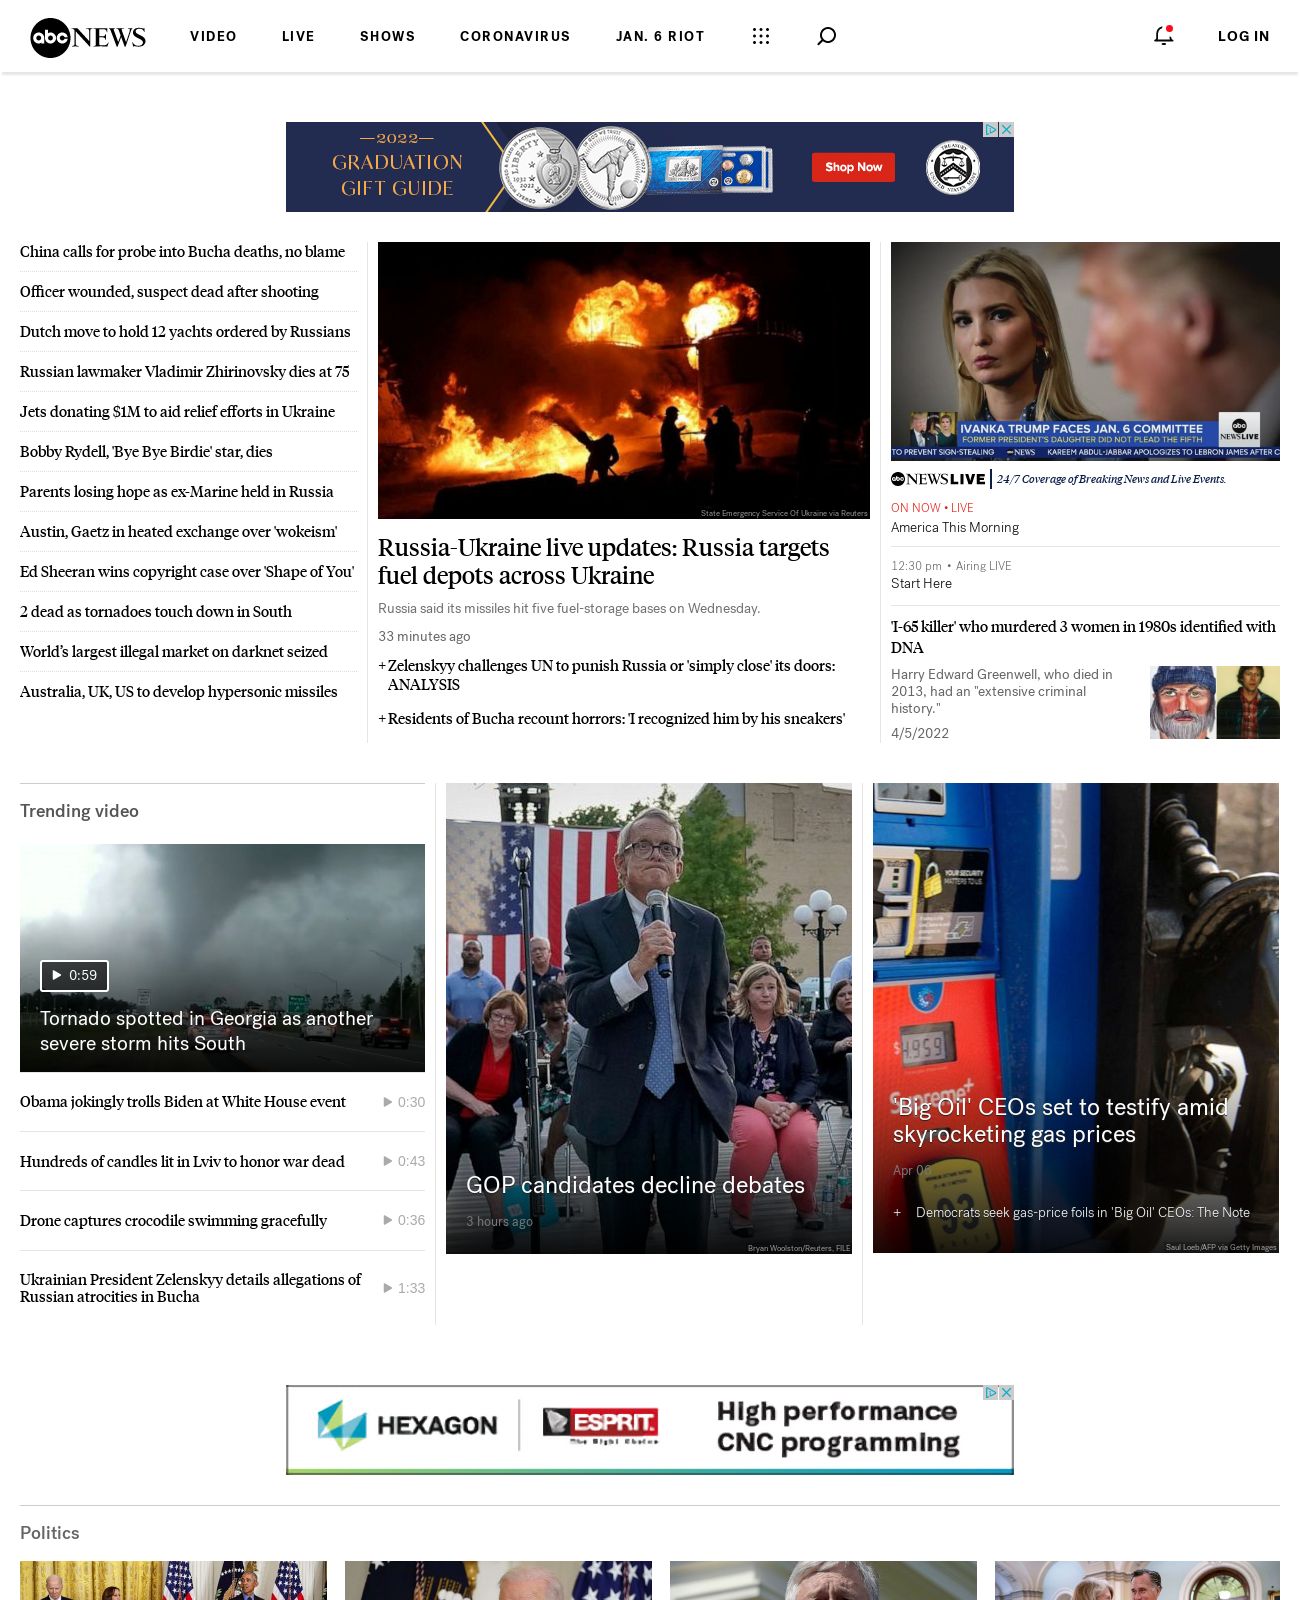 abc NEWS
VIDEO
LIVE
SHOWS
CORONAVIRUS
JAN. 6 RIOT
LOG IN
—2022—
GRADUATION
GIFT GUIDE
Shop Now
China calls for probe into Bucha deaths, no blame
Officer wounded, suspect dead after shooting
Dutch move to hold 12 yachts ordered by Russians
Russian lawmaker Vladimir Zhirinovsky dies at 75
Jets donating $1M to aid relief efforts in Ukraine
Bobby Rydell, 'Bye Bye Birdie' star, dies
Parents losing hope as ex-Marine held in Russia
Austin, Gaetz in heated exchange over 'wokeism'
Ed Sheeran wins copyright case over 'Shape of You'
2 dead as tornadoes touch down in South
World's largest illegal market on darknet seized
Australia, UK, US to develop hypersonic missiles
State Emergency Service Of Ukraine via Reuters
Russia-Ukraine live updates: Russia targets
fuel depots across Ukraine
Russia said its missiles hit five fuel-storage bases on Wednesday.
33 minutes ago
+ Zelenskyy challenges UN to punish Russia or 'simply close' its doors:
ANALYSIS
+ Residents of Bucha recount horrors: 'I recognized him by his sneakers'
IVANKA TRUMP FACES JAN. 6 COMMITTEE
FORMER PRESIDENT'S DAUGHTER DID NOT PLEAD THE FIFTH
abc NEWS LIVE
TO PREVENT SIGN-STEALING abc NEWS KAREEM ABDUL-JABBAR APOLOGIZES TO LEBRON JAMES AFTER C
abc NEWS LIVE 24/7 Coverage of Breaking News and Live Events.
ON NOW • LIVE
America This Morning
12:30 pm • Airing LIVE
Start Here
'I-65 killer' who murdered 3 women in 1980s identified with
DNA
Harry Edward Greenwell, who died in
2013, had an "extensive criminal
history."
4/5/2022
Trending video
0:59
Tornado spotted in Georgia as another
severe storm hits South
Obama jokingly trolls Biden at White House event 0:30
Hundreds of candles lit in Lviv to honor war dead 0:43
Drone captures crocodile swimming gracefully 0:36
Ukrainian President Zelenskyy details allegations of
Russian atrocities in Bucha
1:33
GOP candidates decline debates
3 hours ago
Bryan Woolston/Reuters, FILE
YOUR SECURITY
MATTERS TO US.
$4.959
Supreme+
93
'Big Oil' CEOs set to testify amid
skyrocketing gas prices
Apr 06
+ Democrats seek gas-price foils in 'Big Oil' CEOs: The Note
Saul Loeb/AFP via Getty Images
HEXAGON
ESPRIT
The Right Choice
High performance
CNC programming
Politics